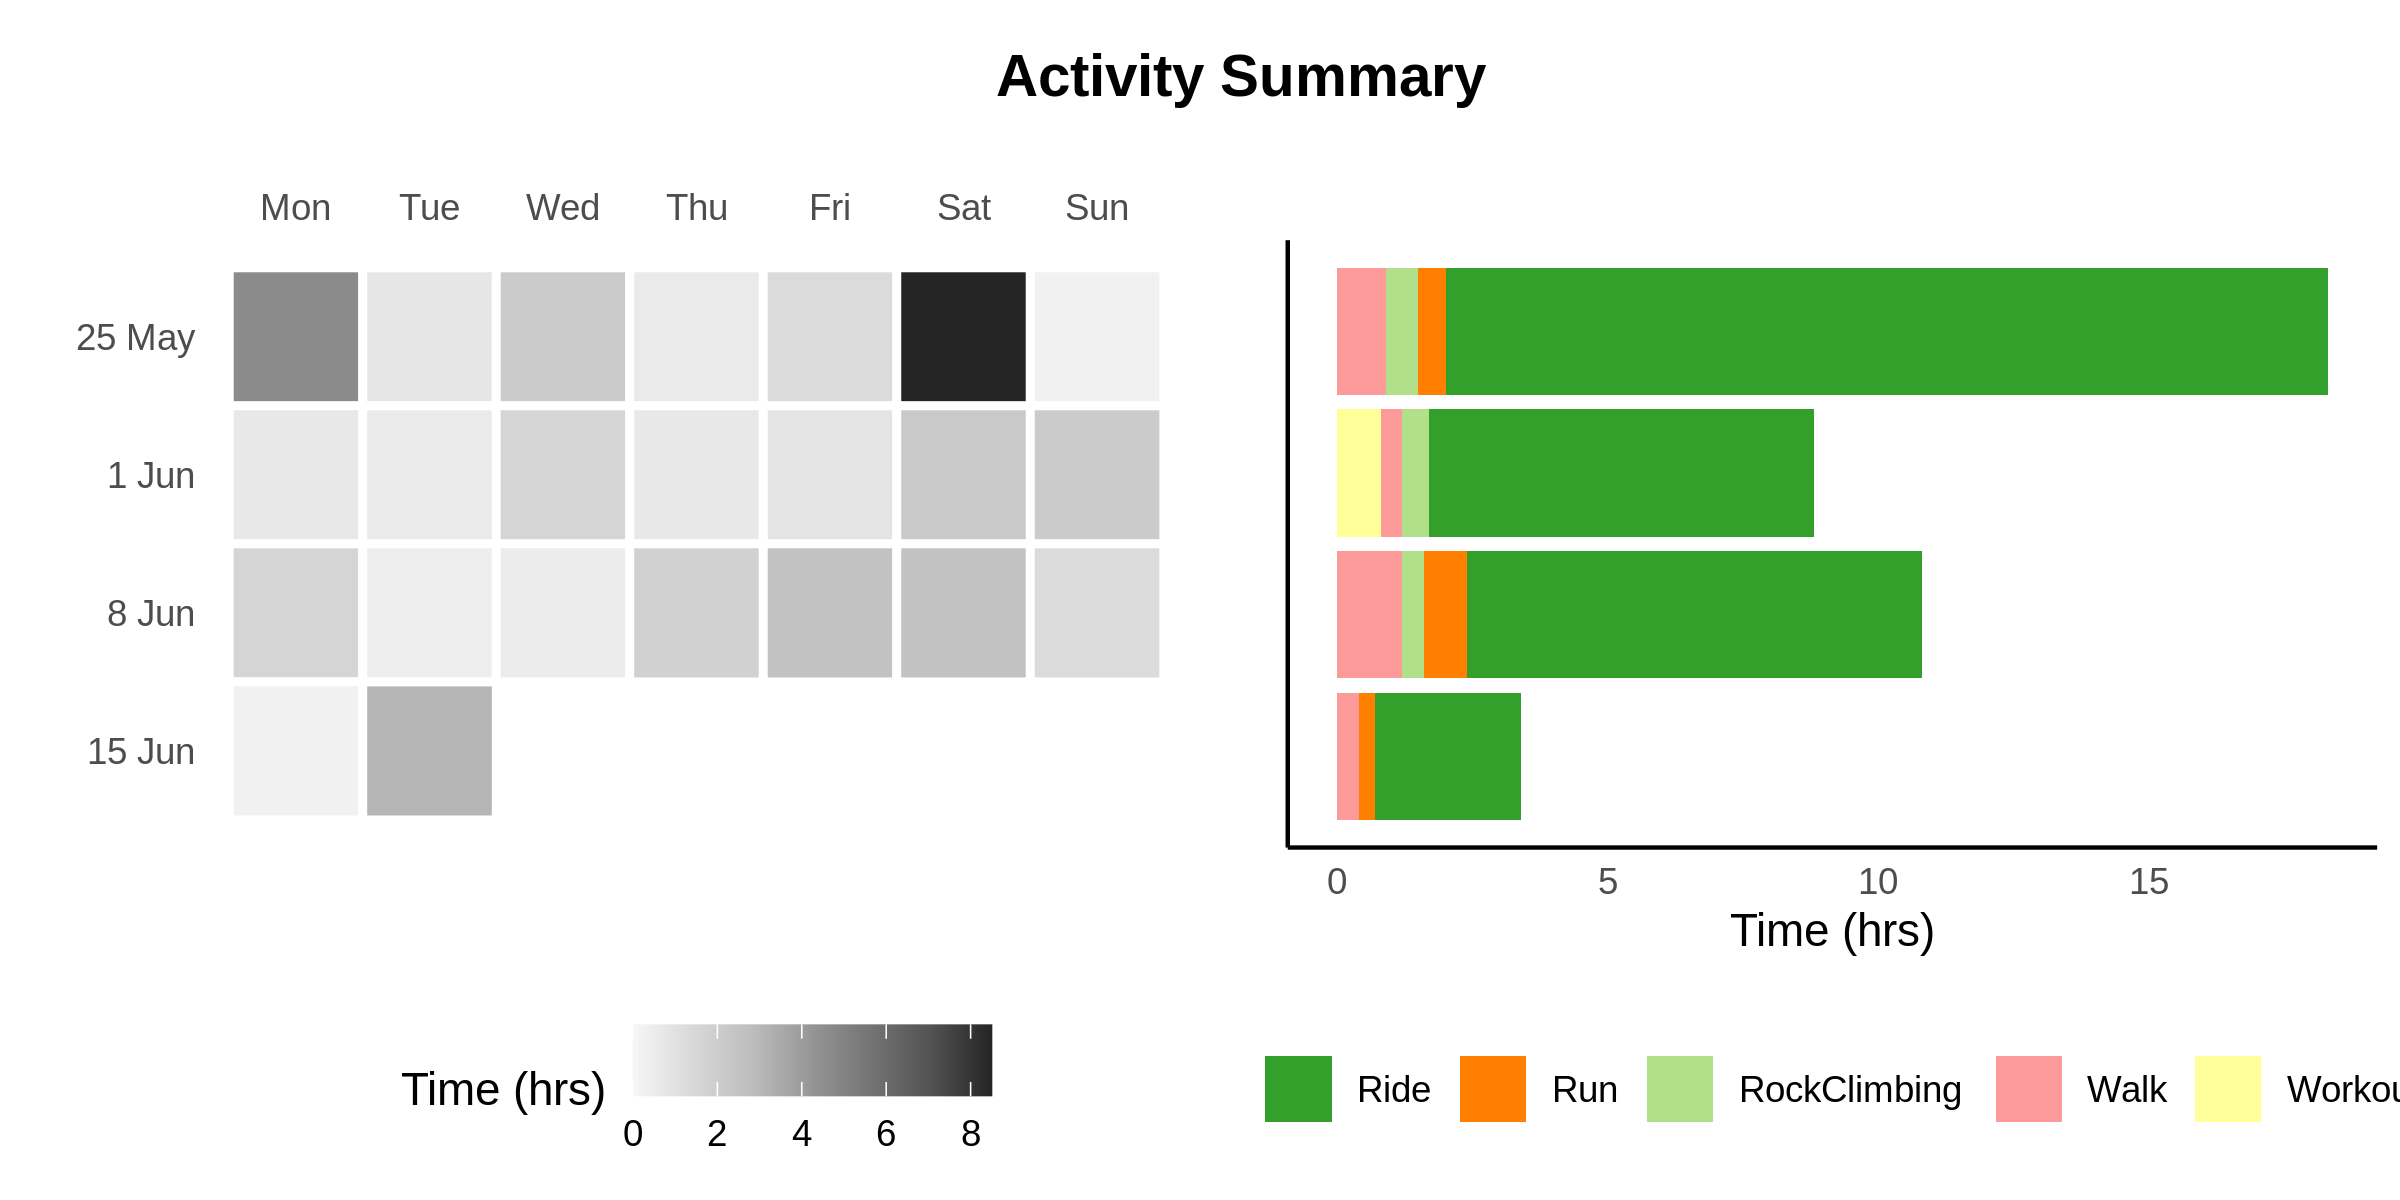 Activity Summary
Mon Tue Wed Thu Fri Sat Sun
25 May
1 Jun
8 Jun
15 Jun
0 5 10 15
Time (hrs)
Time (hrs)
0 2 4 6 8
Ride Run RockClimbing Walk